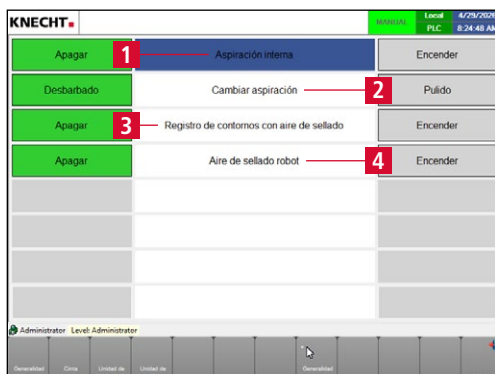 KNECHT
MANUAL
Local
PLC
4/29/2026
8:24:48 AM
Apagar
1
Aspiración interna
Encender
Desbarbado
Cambiar aspiración
2
Pulido
Apagar
3
Registro de contornos con aire de sellado
Encender
Apagar
Aire de sellado robot
4
Encender
Administrator Level: Administrator
Generalidad
Cinta
Unidad de
Unidad de
Generalidad